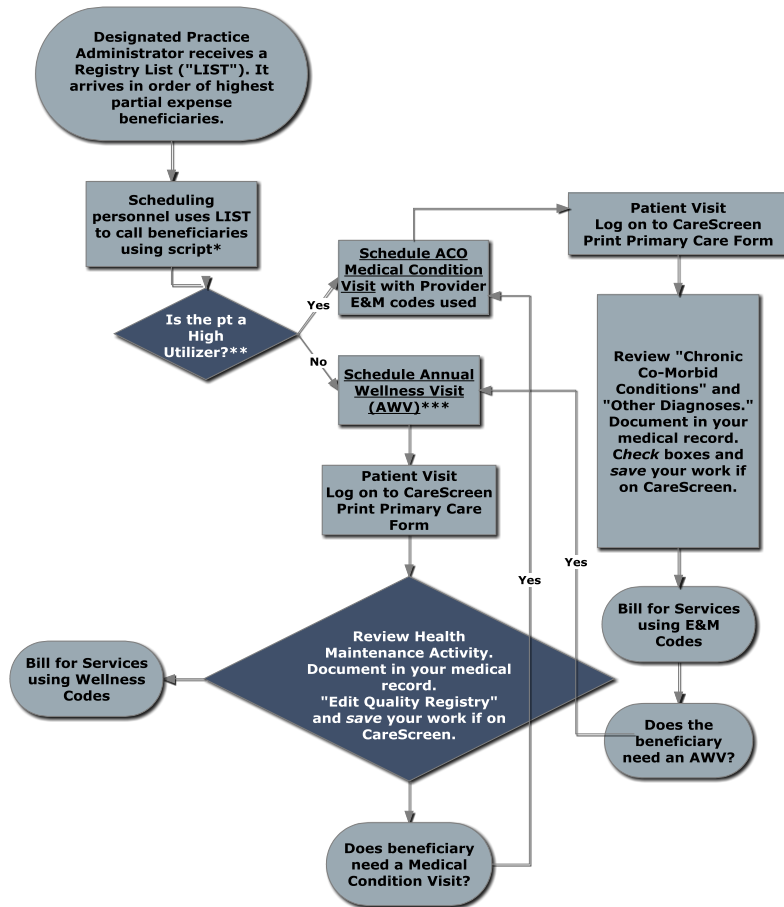 Designated Practice
Administrator receives a
Registry List ("LIST"). It
arrives in order of highest
partial expense
beneficiaries.
Scheduling
personnel uses LIST
to call beneficiaries
using script*
Is the pt a
High
Utilizer?**
Yes
No
Schedule ACO
Medical Condition
Visit with Provider
E&M codes used
Schedule Annual
Wellness Visit
(AWV)***
Patient Visit
Log on to CareScreen
Print Primary Care
Form
Review Health
Maintenance Activity.
Document in your medical
record.
"Edit Quality Registry"
and save your work if on
CareScreen.
Bill for Services
using Wellness
Codes
Does beneficiary
need a Medical
Condition Visit?
Yes
Patient Visit
Log on to CareScreen
Print Primary Care Form
Review "Chronic
Co-Morbid
Conditions" and
"Other Diagnoses."
Document in your
medical record.
Check boxes and
save your work if
on CareScreen.
Bill for Services
using E&M
Codes
Does the
beneficiary
need an AWV?
Yes